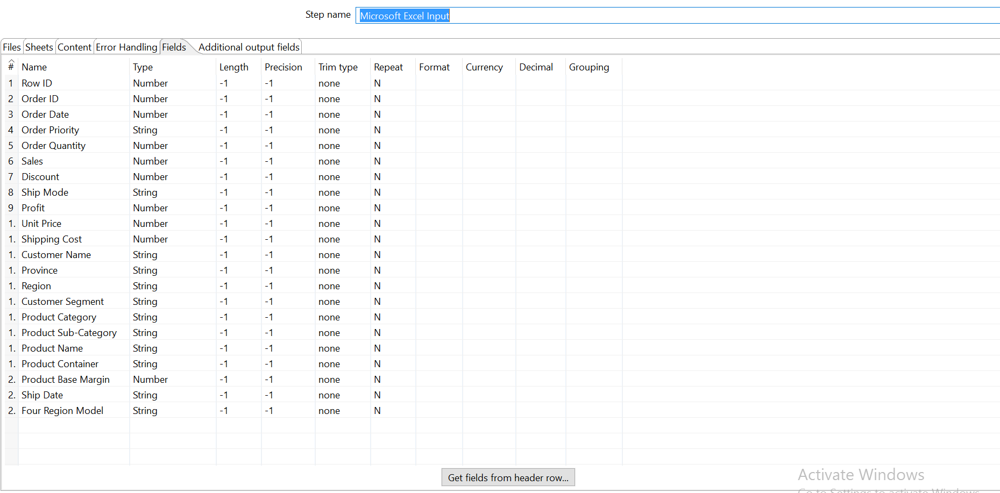 Step name Microsoft Excel Input
Files Sheets Content Error Handling Fields Additional output fields
# Name Type Length Precision Trim type Repeat Format Currency Decimal Grouping
1 Row ID Number -1 -1 none N
2 Order ID Number -1 -1 none N
3 Order Date Number -1 -1 none N
4 Order Priority String -1 -1 none N
5 Order Quantity Number -1 -1 none N
6 Sales Number -1 -1 none N
7 Discount Number -1 -1 none N
8 Ship Mode String -1 -1 none N
9 Profit Number -1 -1 none N
1. Unit Price Number -1 -1 none N
1. Shipping Cost Number -1 -1 none N
1. Customer Name String -1 -1 none N
1. Province String -1 -1 none N
1. Region String -1 -1 none N
1. Customer Segment String -1 -1 none N
1. Product Category String -1 -1 none N
1. Product Sub-Category String -1 -1 none N
1. Product Name String -1 -1 none N
1. Product Container String -1 -1 none N
2. Product Base Margin Number -1 -1 none N
2. Ship Date String -1 -1 none N
2. Four Region Model String -1 -1 none N
Get fields from header row...
Activate Windows
Go to Settings to activate Windows.